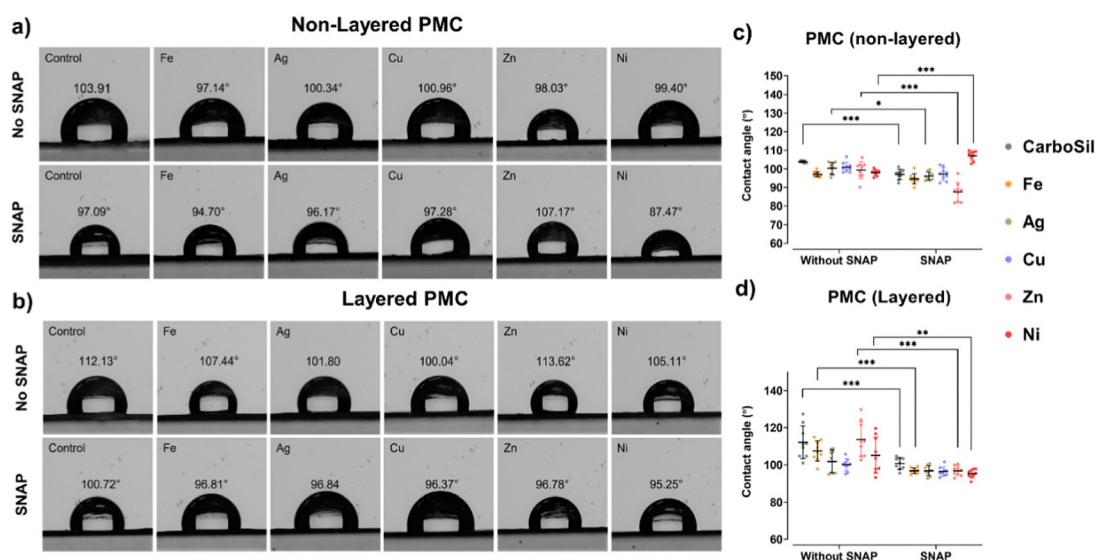 a)
Non-Layered PMC
No SNAP
Control
103.91
Fe
97.14°
Ag
100.34°
Cu
100.96°
Zn
98.03°
Ni
99.40°
SNAP
Control
97.09°
Fe
94.70°
Ag
96.17°
Cu
97.28°
Zn
107.17°
Ni
87.47°
b)
Layered PMC
No SNAP
Control
112.13°
Fe
107.44°
Ag
101.80
Cu
100.04°
Zn
113.62°
Ni
105.11°
SNAP
Control
100.72°
Fe
96.81°
Ag
96.84
Cu
96.37°
Zn
96.78°
Ni
95.25°
c)
PMC (non-layered)
Contact angle (°)
150
140
130
120
110
100
90
80
70
60
***
***
*
***
Without SNAP
SNAP
d)
PMC (Layered)
Contact angle (°)
140
120
100
80
60
**
***
***
***
Without SNAP
SNAP
CarboSil
Fe
Ag
Cu
Zn
Ni